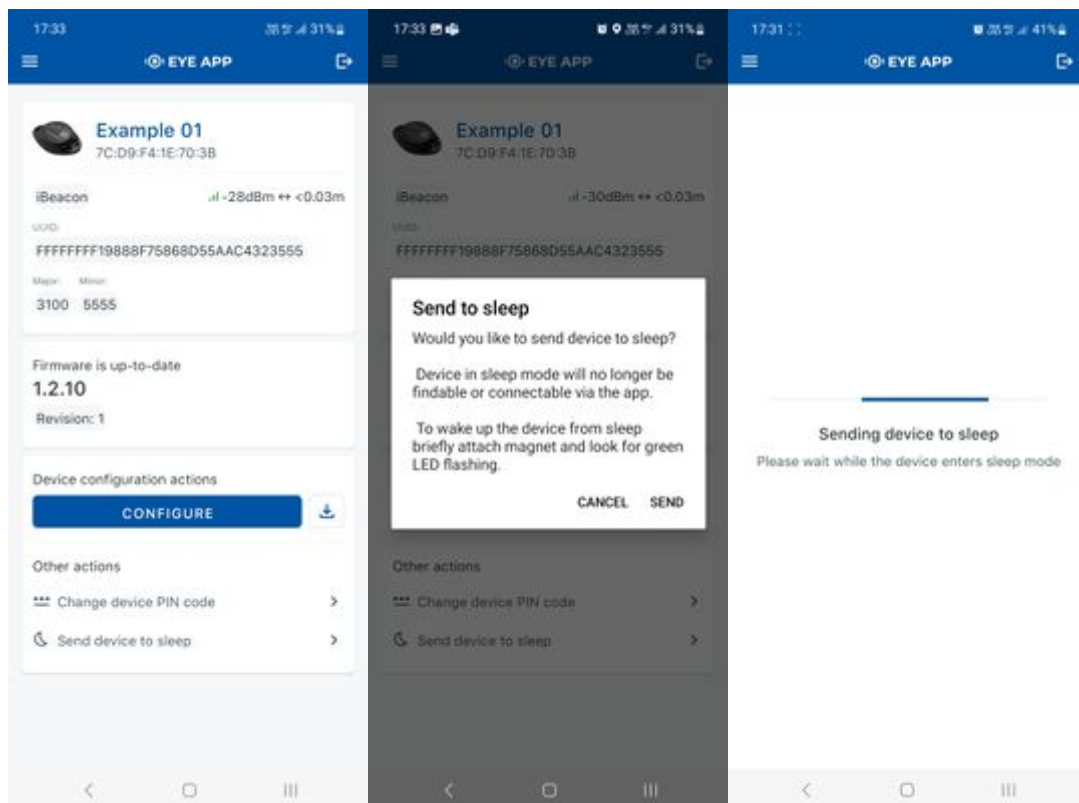 17:33
31%
EYE APP
Example 01
7C:D9:F4:1E:70:3B
iBeacon
-28dBm ↔ <0.03m
UUID:
FFFFFFFF19888F75868D55AAC4323555
Major: Minor:
3100 5555
Firmware is up-to-date
1.2.10
Revision: 1
Device configuration actions
CONFIGURE
Other actions
Change device PIN code
Send device to sleep
17:33
31%
EYE APP
Example 01
7C:D9:F4:1E:70:3B
iBeacon
-30dBm ↔ <0.03m
UUID:
FFFFFFFF19888F75868D55AAC4323555
Send to sleep
Would you like to send device to sleep?
Device in sleep mode will no longer be
findable or connectable via the app.
To wake up the device from sleep
briefly attach magnet and look for green
LED flashing.
CANCEL SEND
Other actions
Change device PIN code
Send device to sleep
17:31
41%
EYE APP
Sending device to sleep
Please wait while the device enters sleep mode